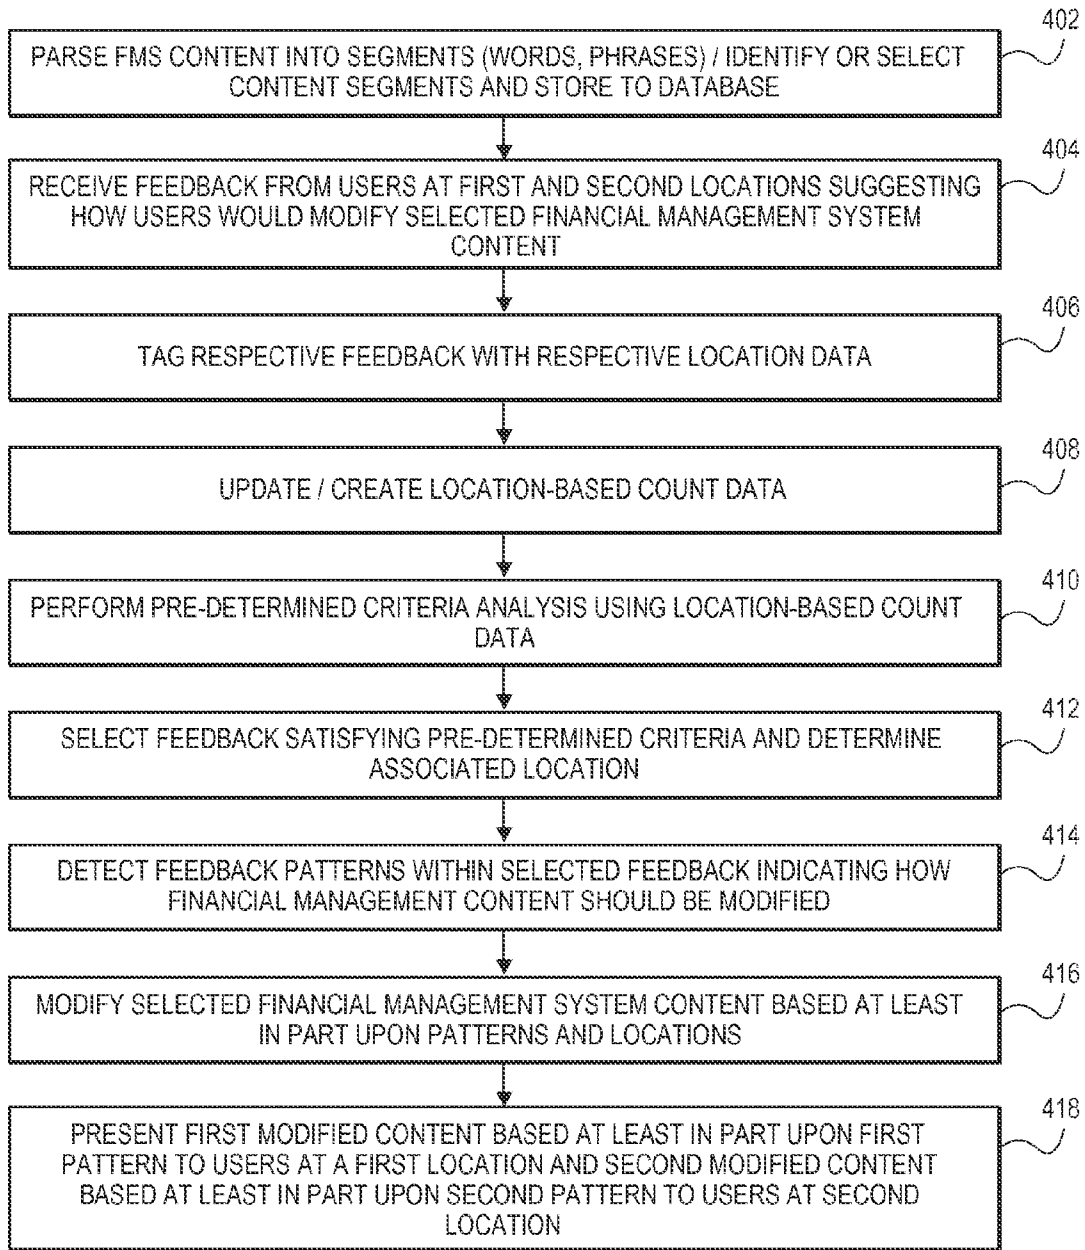 402
PARSE FMS CONTENT INTO SEGMENTS (WORDS, PHRASES) / IDENTIFY OR SELECT
CONTENT SEGMENTS AND STORE TO DATABASE
404
RECEIVE FEEDBACK FROM USERS AT FIRST AND SECOND LOCATIONS SUGGESTING
HOW USERS WOULD MODIFY SELECTED FINANCIAL MANAGEMENT SYSTEM
CONTENT
406
TAG RESPECTIVE FEEDBACK WITH RESPECTIVE LOCATION DATA
408
UPDATE / CREATE LOCATION-BASED COUNT DATA
410
PERFORM PRE-DETERMINED CRITERIA ANALYSIS USING LOCATION-BASED COUNT
DATA
412
SELECT FEEDBACK SATISFYING PRE-DETERMINED CRITERIA AND DETERMINE
ASSOCIATED LOCATION
414
DETECT FEEDBACK PATTERNS WITHIN SELECTED FEEDBACK INDICATING HOW
FINANCIAL MANAGEMENT CONTENT SHOULD BE MODIFIED
416
MODIFY SELECTED FINANCIAL MANAGEMENT SYSTEM CONTENT BASED AT LEAST
IN PART UPON PATTERNS AND LOCATIONS
418
PRESENT FIRST MODIFIED CONTENT BASED AT LEAST IN PART UPON FIRST
PATTERN TO USERS AT A FIRST LOCATION AND SECOND MODIFIED CONTENT
BASED AT LEAST IN PART UPON SECOND PATTERN TO USERS AT SECOND
LOCATION